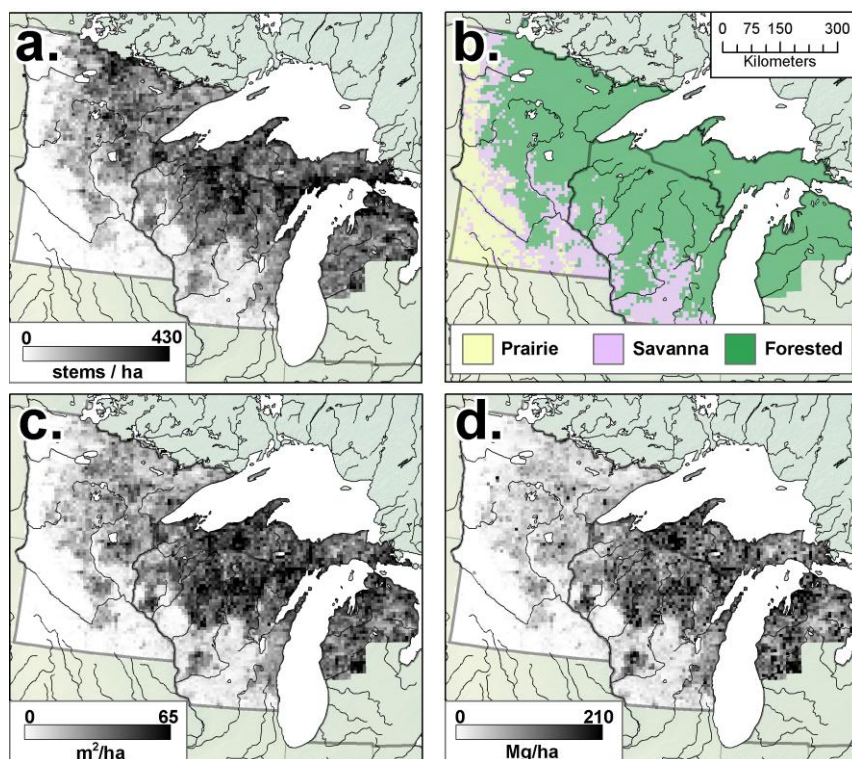 a.
0 430
stems / ha
b.
0 75 150 300
Kilometers
Prairie Savanna Forested
c.
0 65
m²/ha
d.
0 210
Mg/ha